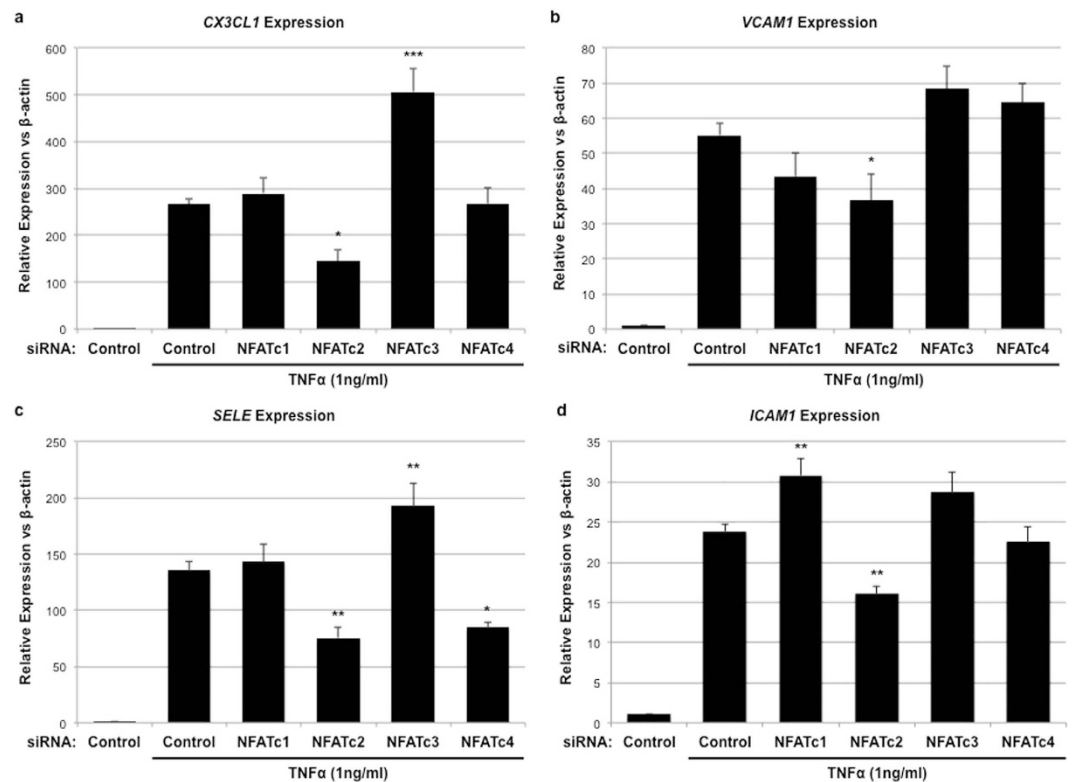 a
CX3CL1 Expression
Relative Expression vs β-actin
600
500
400
300
200
100
0
***
*
siRNA: Control Control NFATc1 NFATc2 NFATc3 NFATc4
TNFα (1ng/ml)
b
VCAM1 Expression
Relative Expression vs β-actin
80
70
60
50
40
30
20
10
0
*
siRNA: Control Control NFATc1 NFATc2 NFATc3 NFATc4
TNFα (1ng/ml)
c
SELE Expression
Relative Expression vs β-actin
250
200
150
100
50
0
**
**
*
siRNA: Control Control NFATc1 NFATc2 NFATc3 NFATc4
TNFα (1ng/ml)
d
ICAM1 Expression
Relative Expression vs β-actin
35
30
25
20
15
10
5
0
**
**
siRNA: Control Control NFATc1 NFATc2 NFATc3 NFATc4
TNFα (1ng/ml)